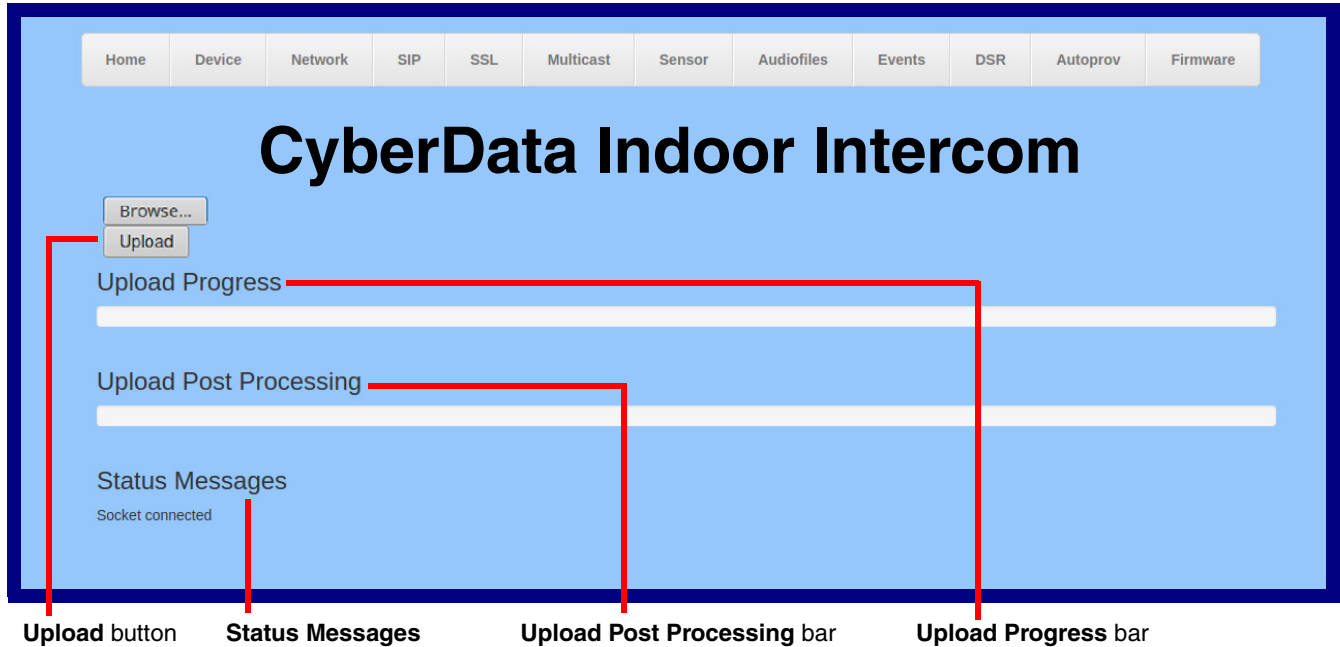 Home Device Network SIP SSL Multicast Sensor Audiofiles Events DSR Autoprov Firmware
CyberData Indoor Intercom
Browse...
Upload
Upload Progress
Upload Post Processing
Status Messages
Socket connected
Upload button Status Messages Upload Post Processing bar Upload Progress bar